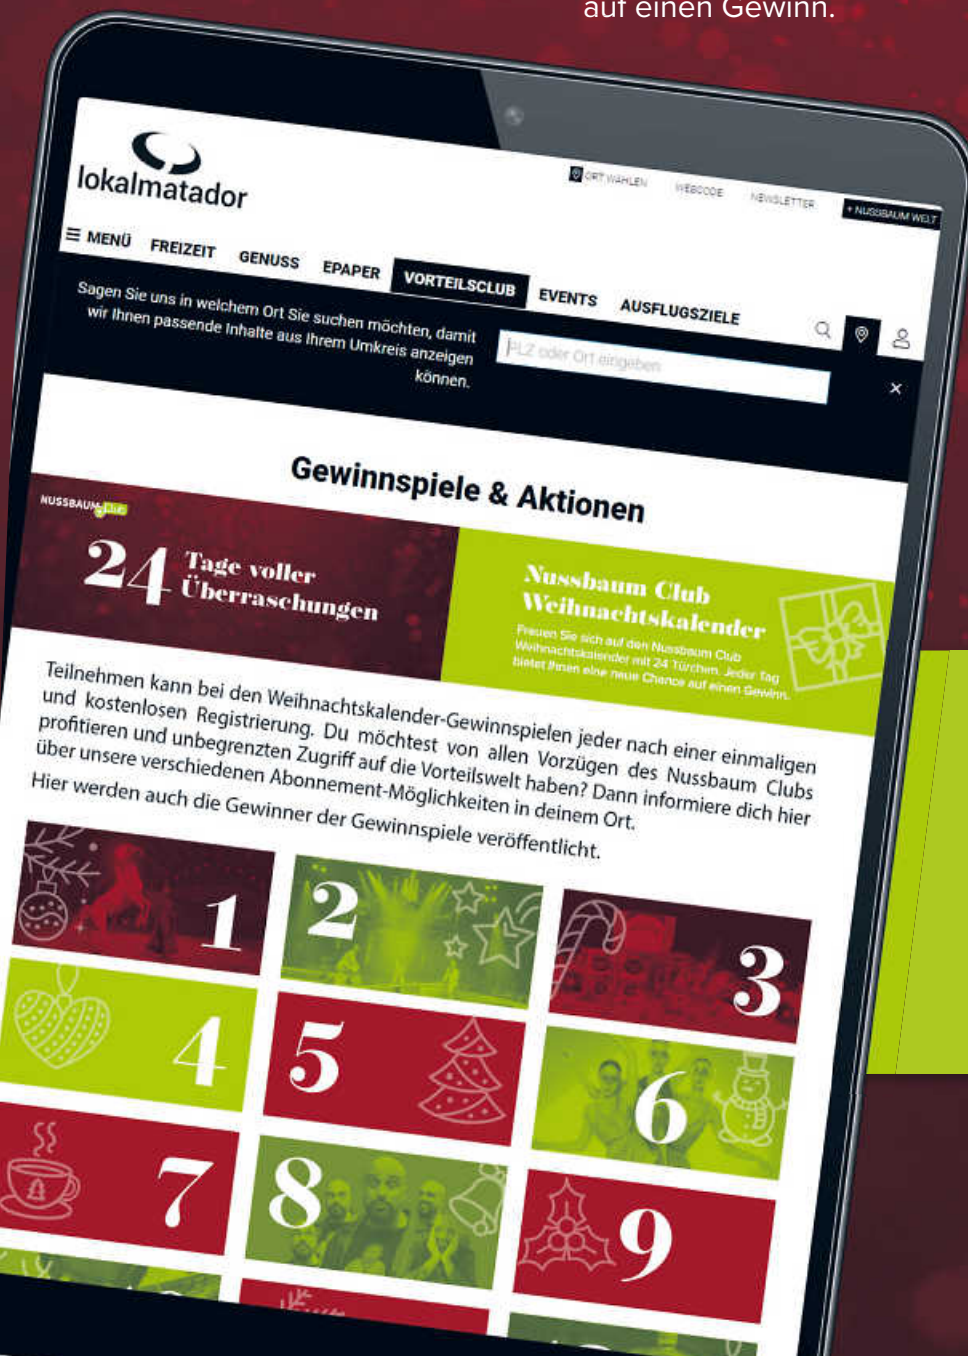 auf einen Gewinn.
lokalmatador
ORT WÄHLEN
WEBCODE
NEWSLETTER
+ NUSSBAUM WELT
☰ MENÜ
FREIZEIT
GENUSS
EPAPER
VORTEILSCLUB
EVENTS
AUSFLUGSZIELE
Sagen Sie uns in welchem Ort Sie suchen möchten, damit
wir Ihnen passende Inhalte aus Ihrem Umkreis anzeigen
können.
PLZ oder Ort eingeben
Gewinnspiele & Aktionen
NUSSBAUM Club
24 Tage voller
Überraschungen
Nussbaum Club
Weihnachtskalender
Freuen Sie sich auf den Nussbaum Club
Weihnachtskalender mit 24 Türchen. Jeder Tag
bietet Ihnen eine neue Chance auf einen Gewinn.
Teilnehmen kann bei den Weihnachtskalender-Gewinnspielen jeder nach einer einmaligen
und kostenlosen Registrierung. Du möchtest von allen Vorzügen des Nussbaum Clubs
profitieren und unbegrenzten Zugriff auf die Vorteilswelt haben? Dann informiere dich hier
über unsere verschiedenen Abonnement-Möglichkeiten in deinem Ort.
Hier werden auch die Gewinner der Gewinnspiele veröffentlicht.
1
2
3
4
5
6
7
8
9